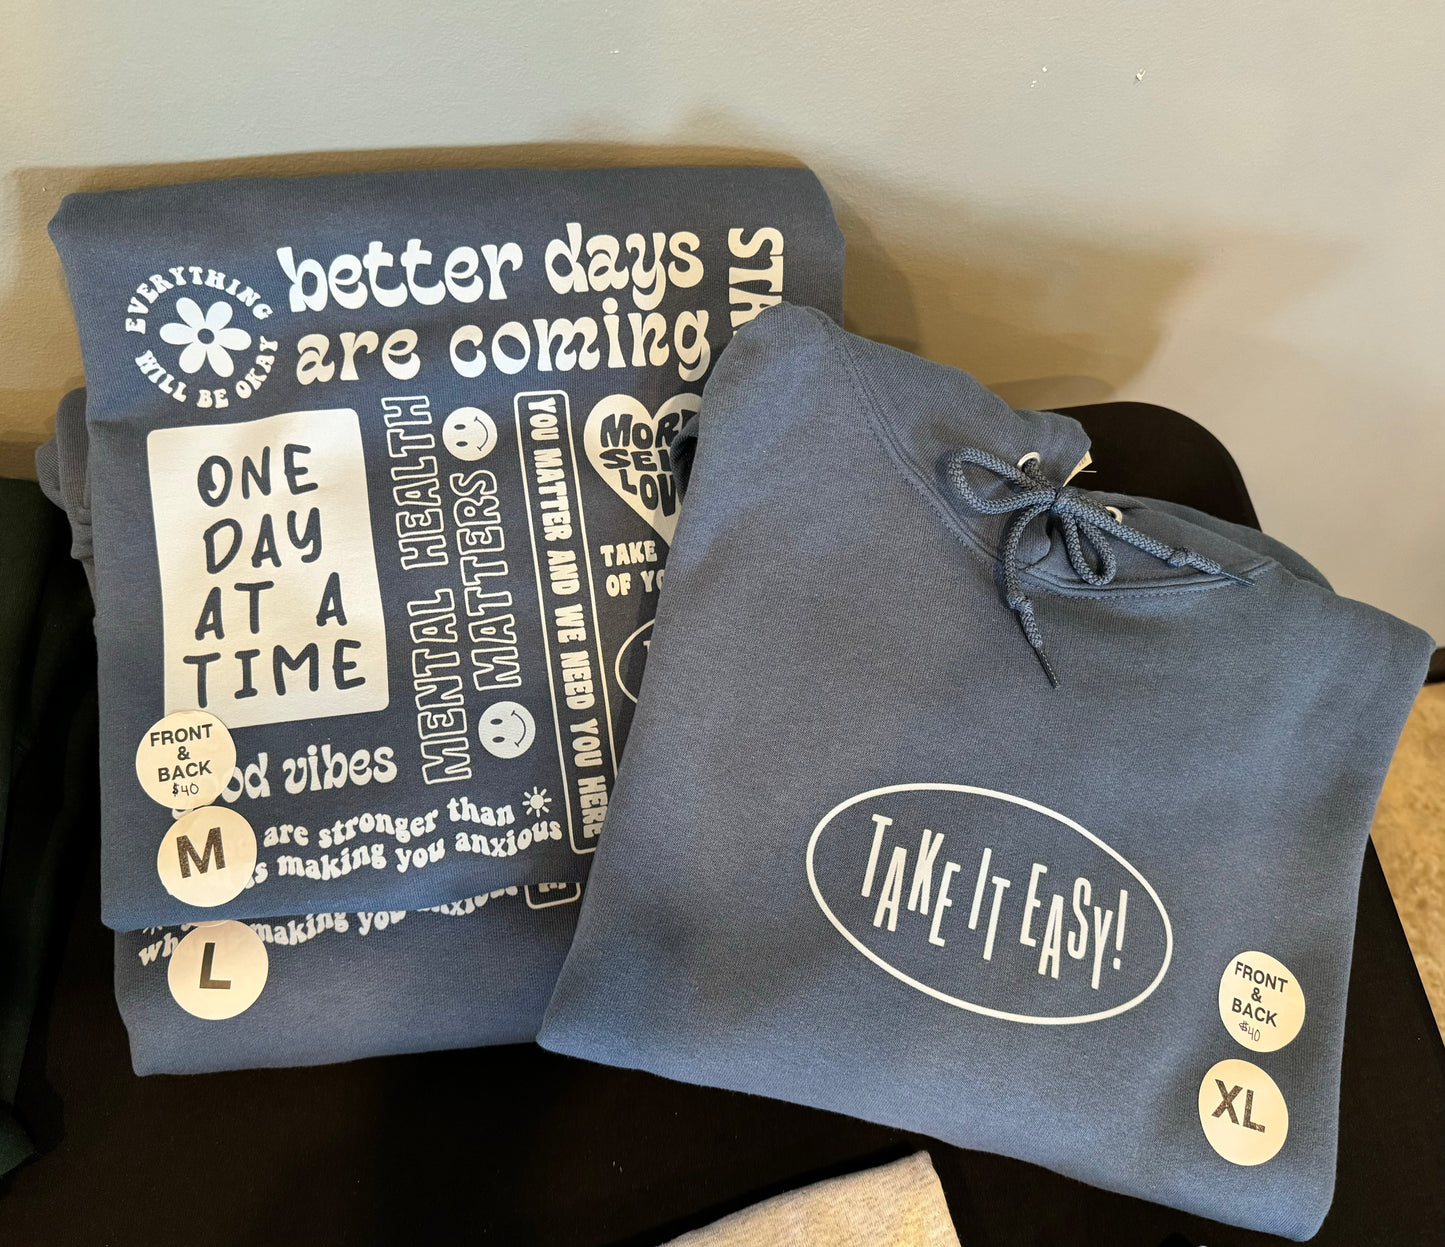 EVERYTHING
WILL BE OKAY
better days
are coming
ONE
DAY
AT A
TIME
MENTAL HEALTH
MATTERS
YOU MATTER AND WE NEED YOU HERE
TAKE
OF
vibes
are stronger than
making you anxious
making you
FRONT
&
BACK
$40
M
L
TAKE IT EASY!
FRONT
&
BACK
$40
XL